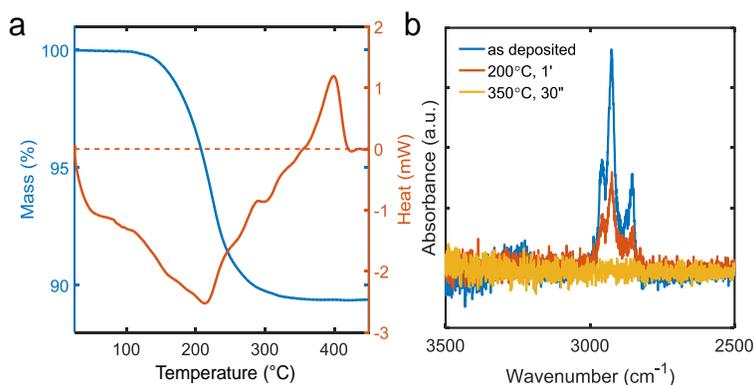 a
100
95
90
Mass (%)
100 200 300 400
Temperature (°C)
2
1
0
-1
-2
-3
Heat (mW)
b
as deposited
200°C, 1'
350°C, 30"
Absorbance (a.u.)
3500 3000 2500
Wavenumber (cm-1)